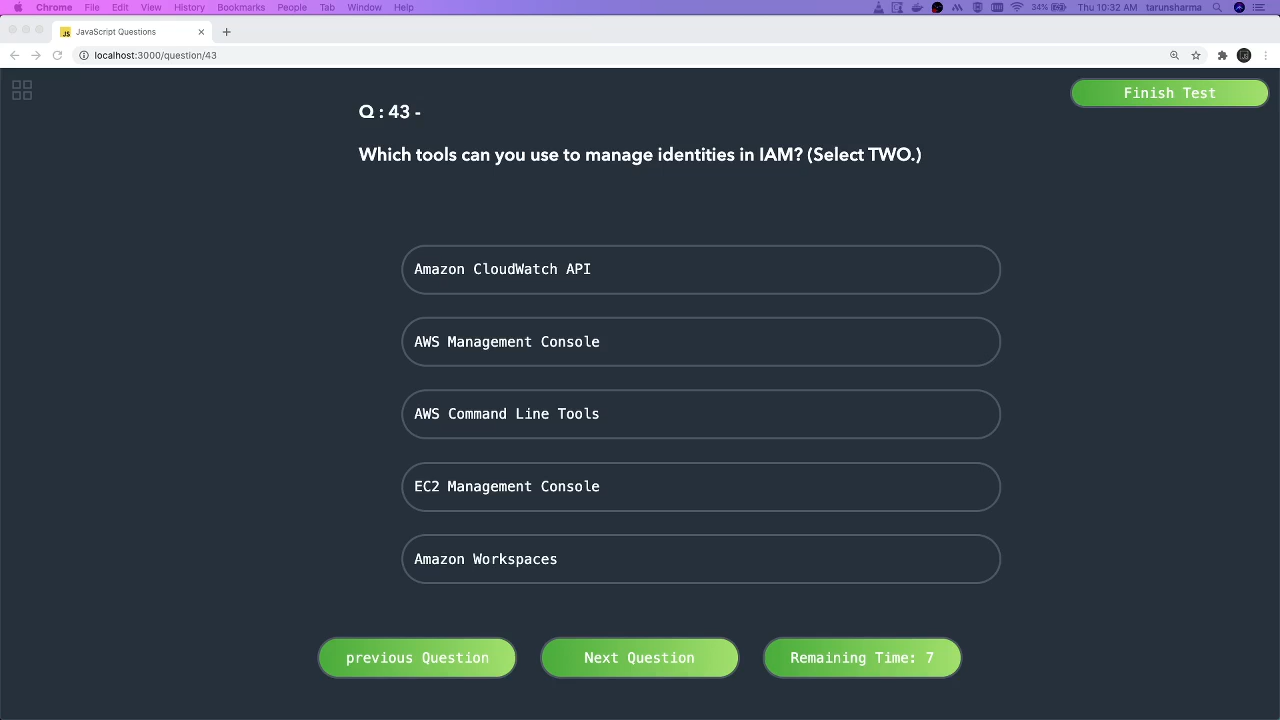 Chrome File Edit View History Bookmarks People Tab Window Help 34% Thu 10:32 AM tarunsharma
JS JavaScript Questions
localhost:3000/question/43
Finish Test
Q : 43 -
Which tools can you use to manage identities in IAM? (Select TWO.)
Amazon CloudWatch API
AWS Management Console
AWS Command Line Tools
EC2 Management Console
Amazon Workspaces
previous Question Next Question Remaining Time: 7